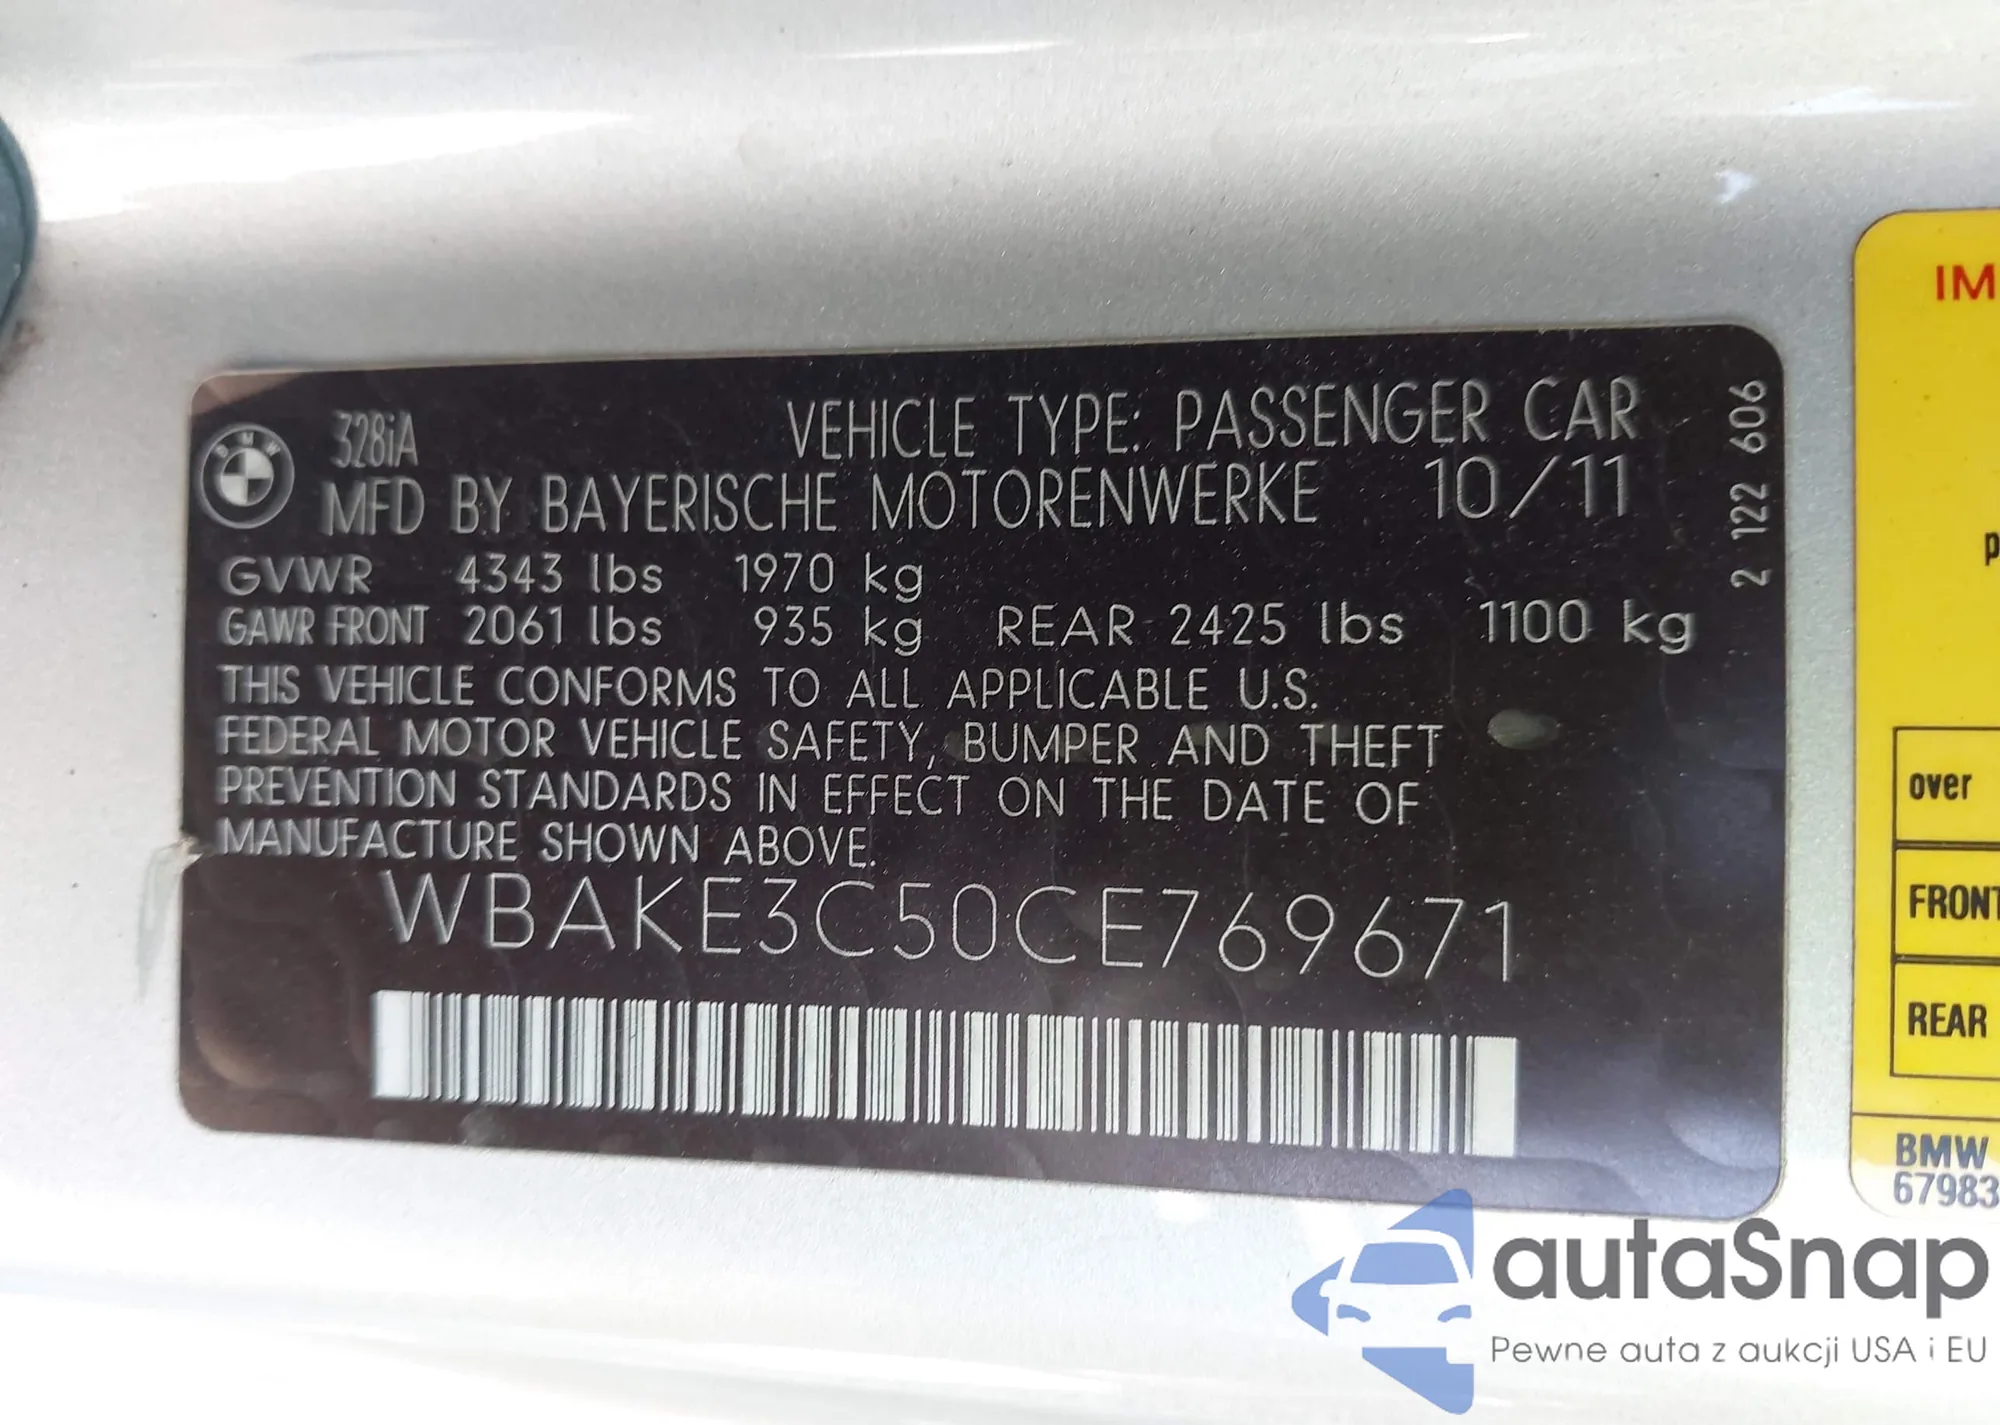 328iA
VEHICLE TYPE: PASSENGER CAR
MFD BY BAYERISCHE MOTORENWERKE 10/11
GVWR 4343 lbs 1970 kg
GAWR FRONT 2061 lbs 935 kg REAR 2425 lbs 1100 kg
THIS VEHICLE CONFORMS TO ALL APPLICABLE U.S.
FEDERAL MOTOR VEHICLE SAFETY, BUMPER AND THEFT
PREVENTION STANDARDS IN EFFECT ON THE DATE OF
MANUFACTURE SHOWN ABOVE.
WBAKE3C50CE769671
2 122 606
BMW
IM
p
over
FRONT
REAR
BMW
67983
autaSnap
Pewne auta z aukcji USA i EU